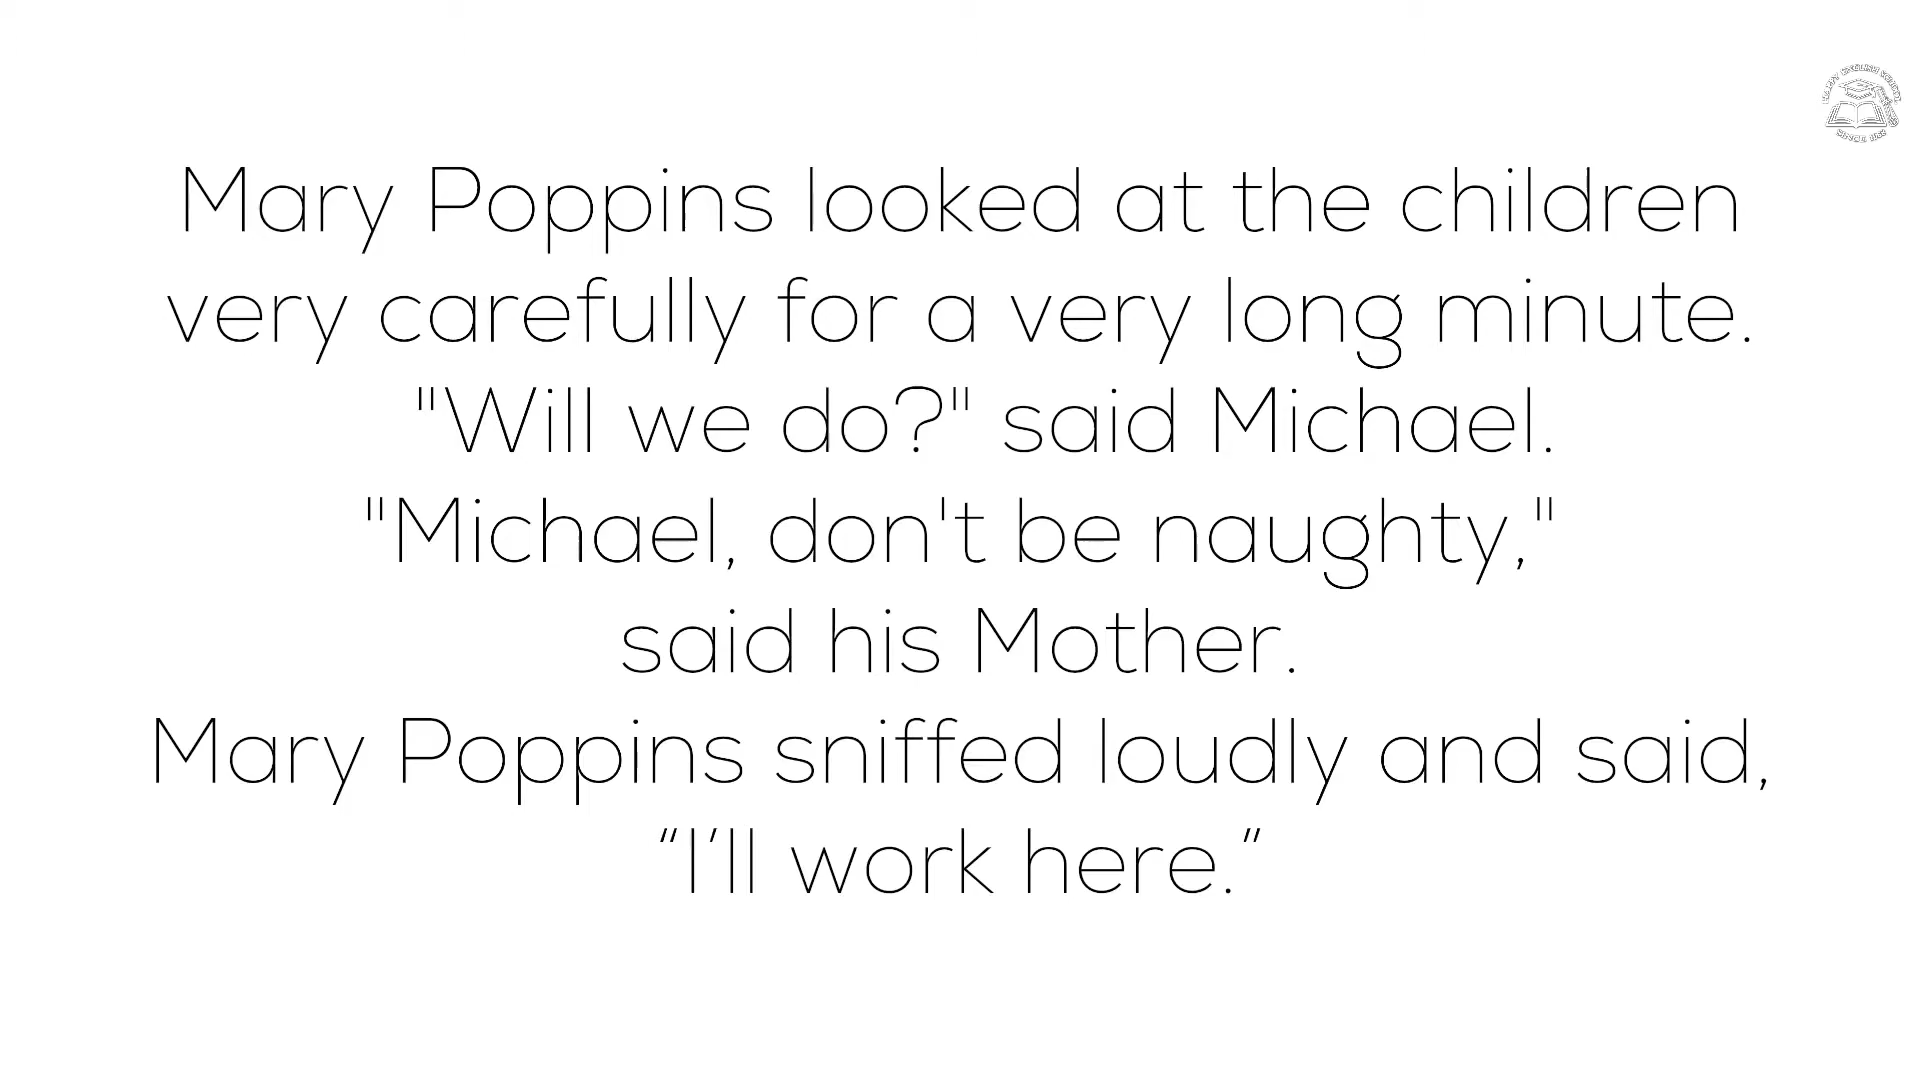 Mary Poppins looked at the children
very carefully for a very long minute.
"Will we do?" said Michael.
"Michael, don't be naughty,"
said his Mother.
Mary Poppins sniffed loudly and said,
“I’ll work here.”